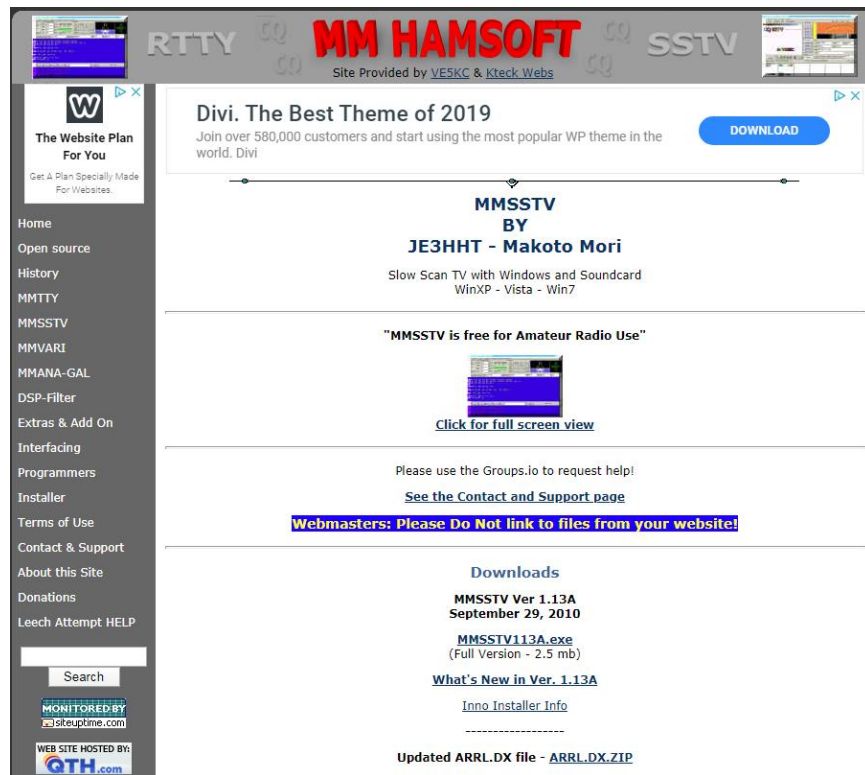 RTTY
CQ
CQ
MM HAMSOFT
CQ
CQ
SSTV
Site Provided by VE5KC & Kteck Webs
The Website Plan
For You
Get A Plan Specially Made
For Websites.
Home
Open source
History
MMTTY
MMSSTV
MMVARI
MMANA-GAL
DSP-Filter
Extras & Add On
Interfacing
Programmers
Installer
Terms of Use
Contact & Support
About this Site
Donations
Leech Attempt HELP
Search
MONITORED BY
siteuptime.com
WEB SITE HOSTED BY:
QTH.com
Divi. The Best Theme of 2019
Join over 580,000 customers and start using the most popular WP theme in the
world. Divi
DOWNLOAD
MMSSTV
BY
JE3HHT - Makoto Mori
Slow Scan TV with Windows and Soundcard
WinXP - Vista - Win7
"MMSSTV is free for Amateur Radio Use"
Click for full screen view
Please use the Groups.io to request help!
See the Contact and Support page
Webmasters: Please Do Not link to files from your website!
Downloads
MMSSTV Ver 1.13A
September 29, 2010
MMSSTV113A.exe
(Full Version - 2.5 mb)
What's New in Ver. 1.13A
Inno Installer Info
------------------
Updated ARRL.DX file - ARRL.DX.ZIP